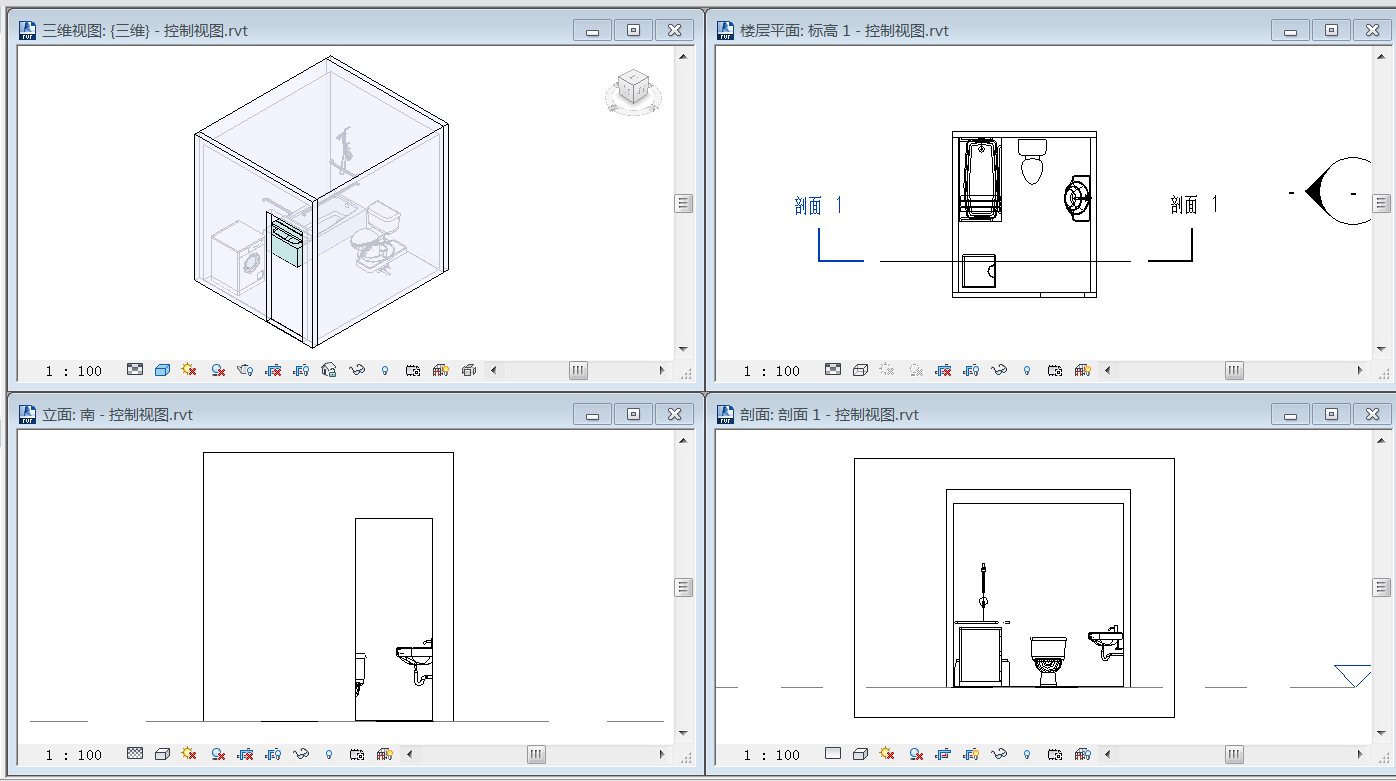 三维视图: {三维} - 控制视图.rvt
楼层平面: 标高 1 - 控制视图.rvt
剖面 1
剖面 1
1 : 100
1 : 100
立面: 南 - 控制视图.rvt
剖面: 剖面 1 - 控制视图.rvt
1 : 100
1 : 100